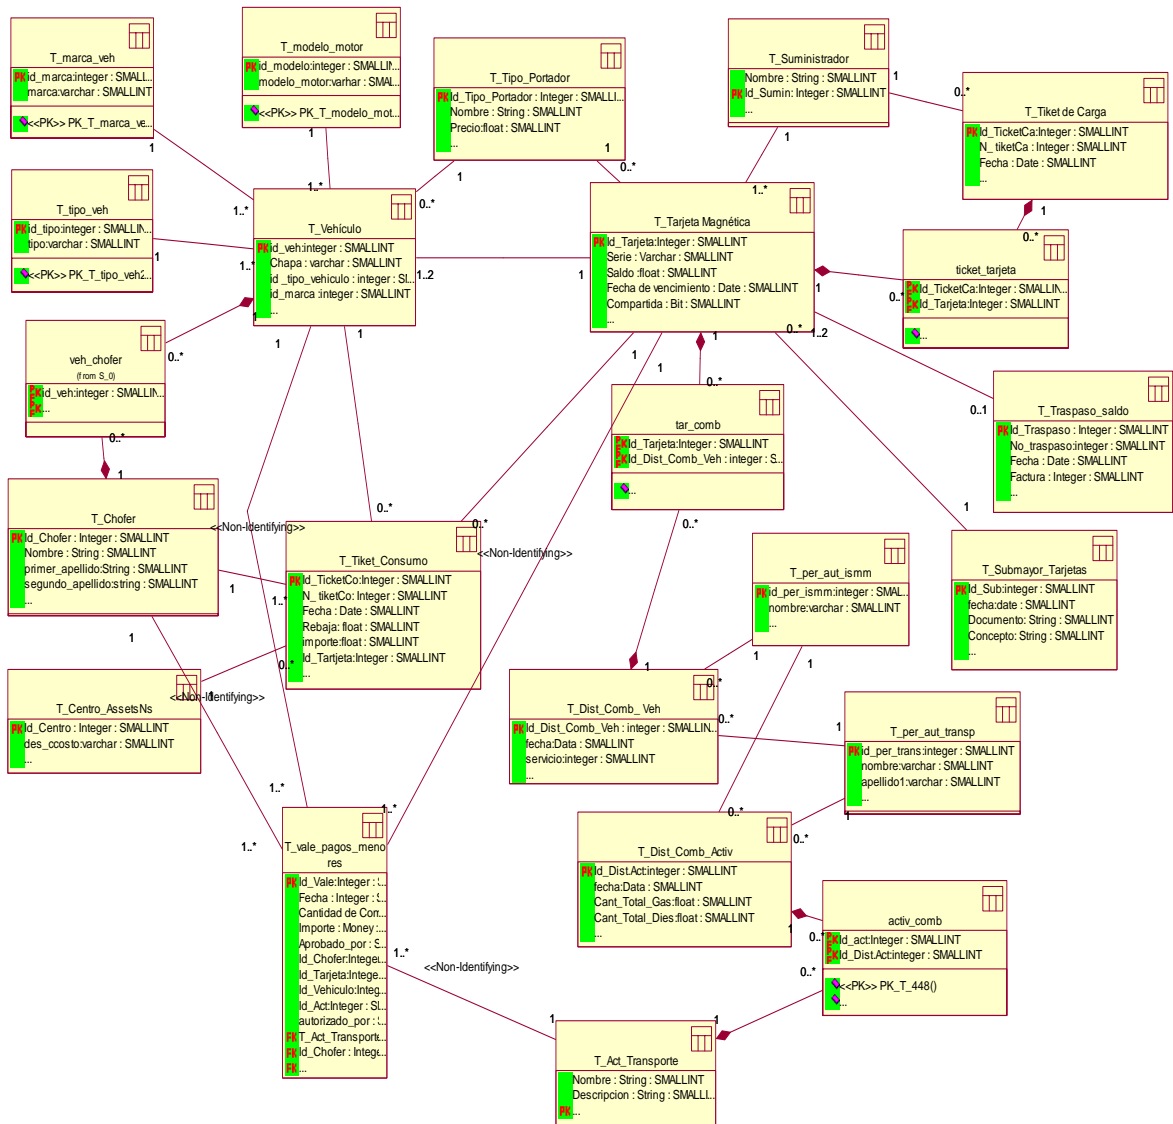 T_marca_veh
PK id_marca:integer : SMALLI...
marca:varchar : SMALLINT
<<PK>> PK_T_marca_ve...
T_modelo_motor
PK id_modelo:integer : SMALLIN...
modelo_motor:varhar : SMAL...
<<PK>> PK_T_modelo_mot...
T_Tipo_Portador
PK Id_Tipo_Portador : Integer : SMALLI...
Nombre : String : SMALLINT
Precio:float : SMALLINT
...
T_Suministrador
Nombre : String : SMALLINT
PK Id_Sumin: Integer : SMALLINT
...
T_Tiket de Carga
PK Id_TicketCa:Integer : SMALLINT
N_ tiketCa : Integer : SMALLINT
Fecha : Date : SMALLINT
...
T_tipo_veh
PK id_tipo:integer : SMALLIN...
tipo:varchar : SMALLINT
<<PK>> PK_T_tipo_veh2...
T_Vehículo
PK id_veh:integer : SMALLINT
Chapa : varchar : SMALLINT
id_tipo_vehiculo : integer : SI...
id_marca :integer : SMALLINT
...
T_Tarjeta Magnética
PK Id_Tarjeta:Integer : SMALLINT
Serie : Varchar : SMALLINT
Saldo :float : SMALLINT
Fecha de vencimiento : Date : SMALLINT
Compartida : Bit : SMALLINT
...
ticket_tarjeta
Id_TicketCa:Integer : SMALLIN...
Id_Tarjeta:Integer : SMALLINT
...
veh_chofer
(from S_0)
id_veh:integer : SMALLIN...
...
tar_comb
Id_Tarjeta:Integer : SMALLINT
Id_Dist_Comb_Veh : integer : S...
...
T_Traspaso_saldo
PK Id_Traspaso : Integer : SMALLINT
No_traspaso:integer : SMALLINT
Fecha : Date : SMALLINT
Factura : Integer : SMALLINT
...
T_Chofer
PK Id_Chofer : Integer : SMALLINT
Nombre : String : SMALLINT
primer_apellido:String : SMALLINT
segundo_apellido:string : SMALLINT
...
T_Tiket_Consumo
PK Id_TicketCo:Integer : SMALLINT
N_ tiketCo: Integer : SMALLINT
Fecha : Date : SMALLINT
Rebaja: float : SMALLINT
importe:float : SMALLINT
Id_Tartjeta:Integer : SMALLINT
...
T_per_aut_ismm
PK id_per_ismm:integer : SMAL...
nombre:varchar : SMALLINT
...
T_Submayor_Tarjetas
PK Id_Sub:Integer : SMALLINT
fecha:date : SMALLINT
Documento: String : SMALLINT
Concepto: String : SMALLINT
...
T_Centro_AssetsNs
PK Id_Centro : Integer : SMALLINT
des_ccosto:varchar : SMALLINT
...
T_Dist_Comb_ Veh
PK Id_Dist_Comb_Veh : integer : SMALLIN...
fecha:Data : SMALLINT
servicio:integer : SMALLINT
...
T_per_aut_transp
PK id_per_trans:integer : SMALLINT
nombre:varchar : SMALLINT
apellido1:varchar : SMALLINT
...
T_vale_pagos_meno
res
PK Id_Vale:Integer : S...
Fecha : Integer : S...
Cantidad de Com...
Importe : Money :...
Aprobado_por : S...
Id_Chofer:Integer...
Id_Tarjeta:Intege...
Id_Vehiculo:Integ...
Id_Act:Integer : SI...
autorizado_por : S...
FK T_Act_Transporte...
FK Id_Chofer : Intege...
FK ...
T_Dist_Comb_Activ
PK Id_Dist.Act:integer : SMALLINT
fecha:Data : SMALLINT
Cant_Total_Gas:float : SMALLINT
Cant_Total_Dies:float : SMALLINT
...
activ_comb
Id_act:Integer : SMALLINT
Id_Dist.Act:integer : SMALLINT
<<PK>> PK_T_448()
...
T_Act_Transporte
Nombre : String : SMALLINT
Descripcion : String : SMALLI...
PK ...
<<Non-Identifying>>
<<Non-Identifying>>
<<Non-Identifying>>
<<Non-Identifying>>